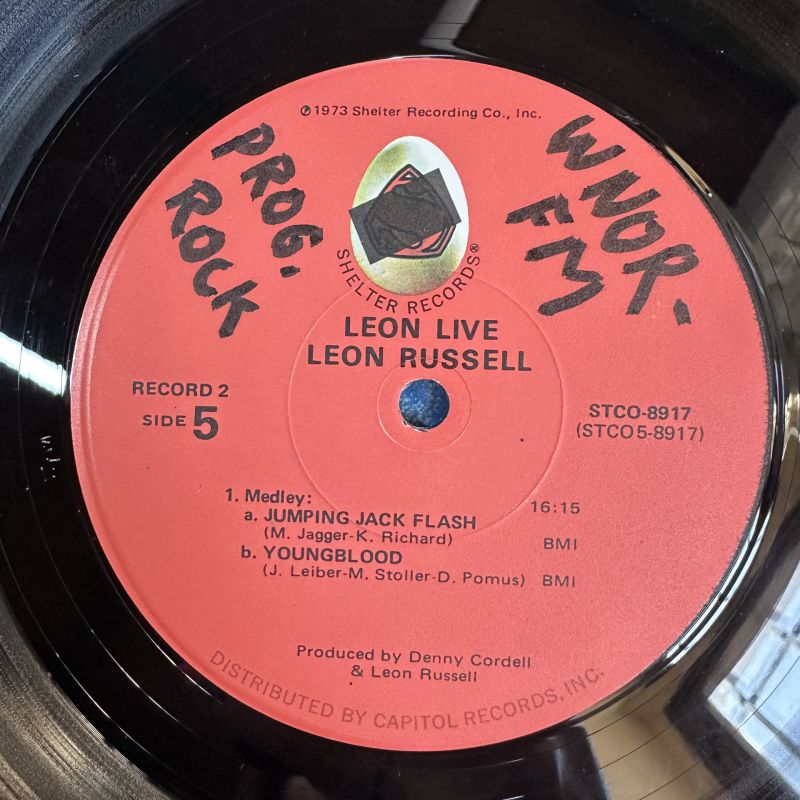 ℗1973 Shelter Recording Co., Inc.
PROG.
ROCK
WNOR-
FM
SHELTER RECORDS®
LEON LIVE
LEON RUSSELL
RECORD 2
SIDE 5
STCO-8917
(STCO5-8917)
1. Medley: 16:15
a. JUMPING JACK FLASH
(M. Jagger-K. Richard) BMI
b. YOUNGBLOOD
(J. Leiber-M. Stoller-D. Pomus) BMI
Produced by Denny Cordell
& Leon Russell
DISTRIBUTED BY CAPITOL RECORDS, INC.